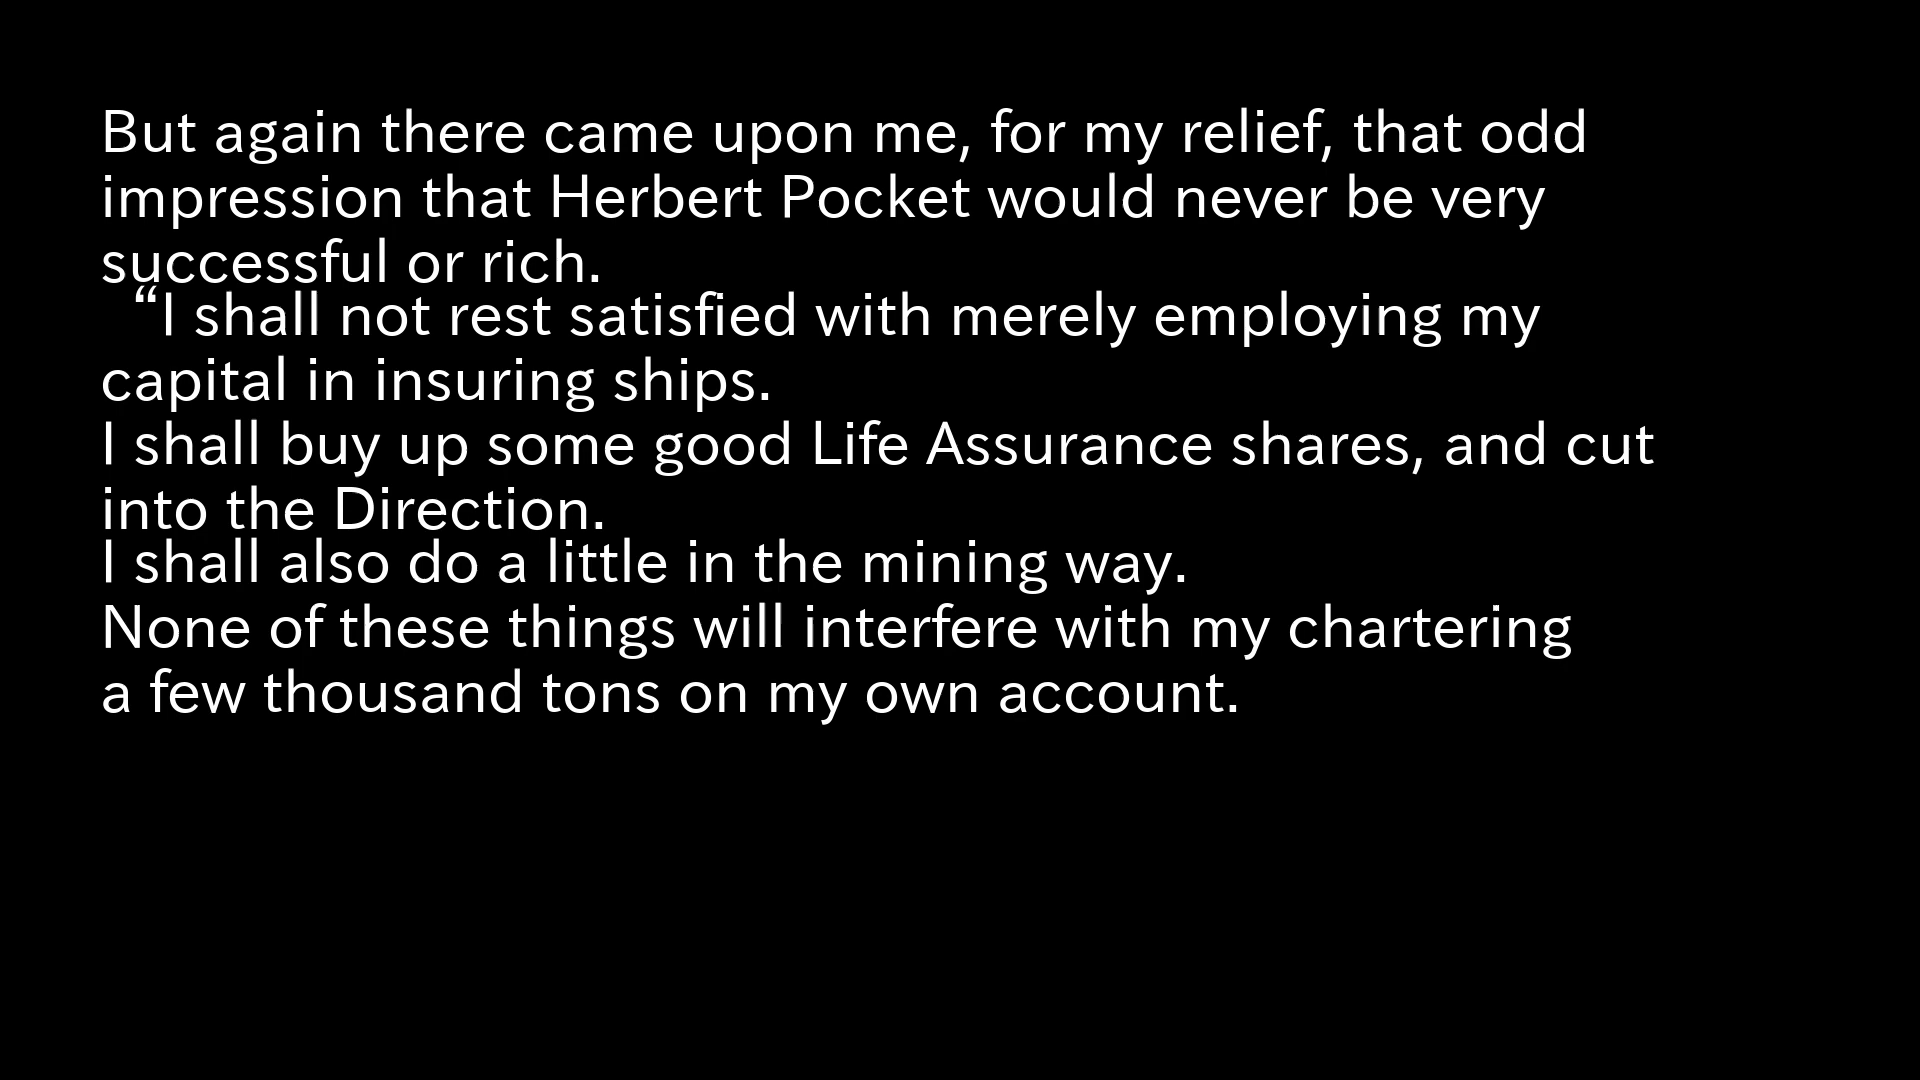 But again there came upon me, for my relief, that odd
impression that Herbert Pocket would never be very
successful or rich.
“I shall not rest satisfied with merely employing my
capital in insuring ships.
I shall buy up some good Life Assurance shares, and cut
into the Direction.
I shall also do a little in the mining way.
None of these things will interfere with my chartering
a few thousand tons on my own account.